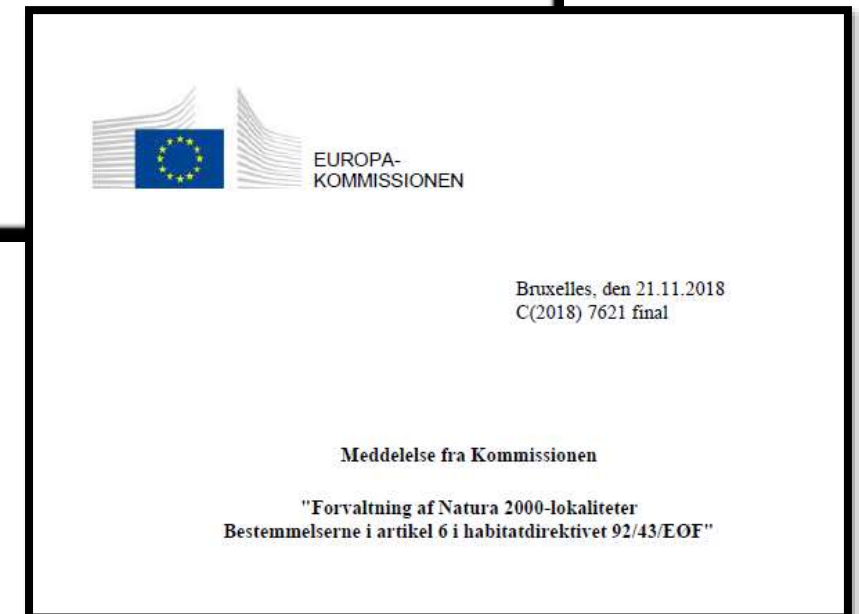 EUROPA-
KOMMISSIONEN
Bruxelles, den 21.11.2018
C(2018) 7621 final
Meddelelse fra Kommissionen
"Forvaltning af Natura 2000-lokaliteter
Bestemmelserne i artikel 6 i habitatdirektivet 92/43/EØF"